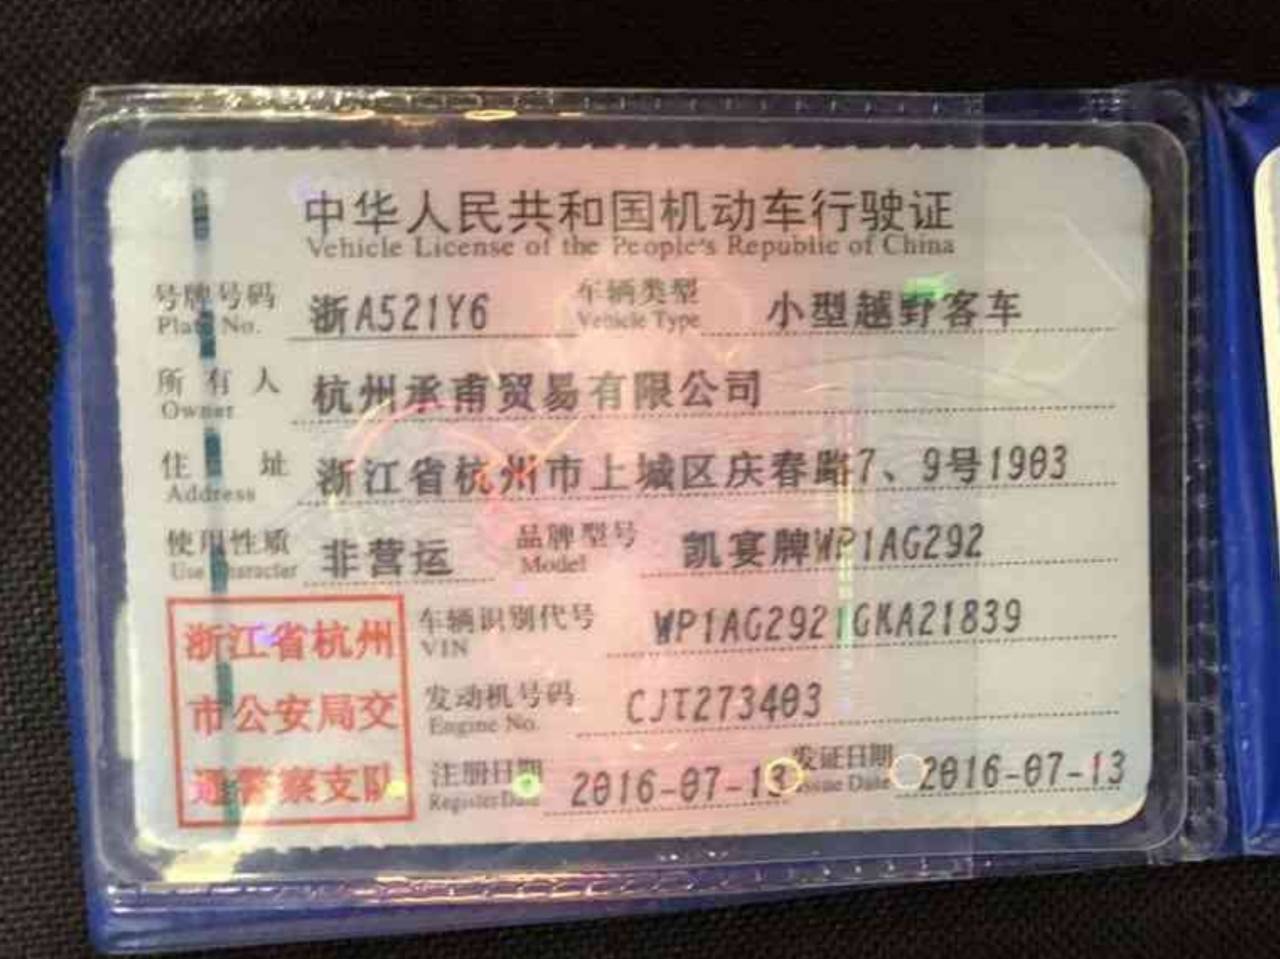 中华人民共和国机动车行驶证
Vehicle License of the People's Republic of China
号牌号码 浙A521Y6 车辆类型 小型越野客车
Plate No. Vehicle Type
所有人 杭州承甫贸易有限公司
Owner
住址 浙江省杭州市上城区庆春路7、9号1903
Address
使用性质 非营运 品牌型号 凯宴牌WP1AG292
Use Character Model
浙江省杭州
市公安局交
通警察支队
车辆识别代号 WP1AG2921GKA21839
VIN
发动机号码 CJT273403
Engine No.
注册日期 2016-07-13 发证日期 2016-07-13
Register Date Issue Date